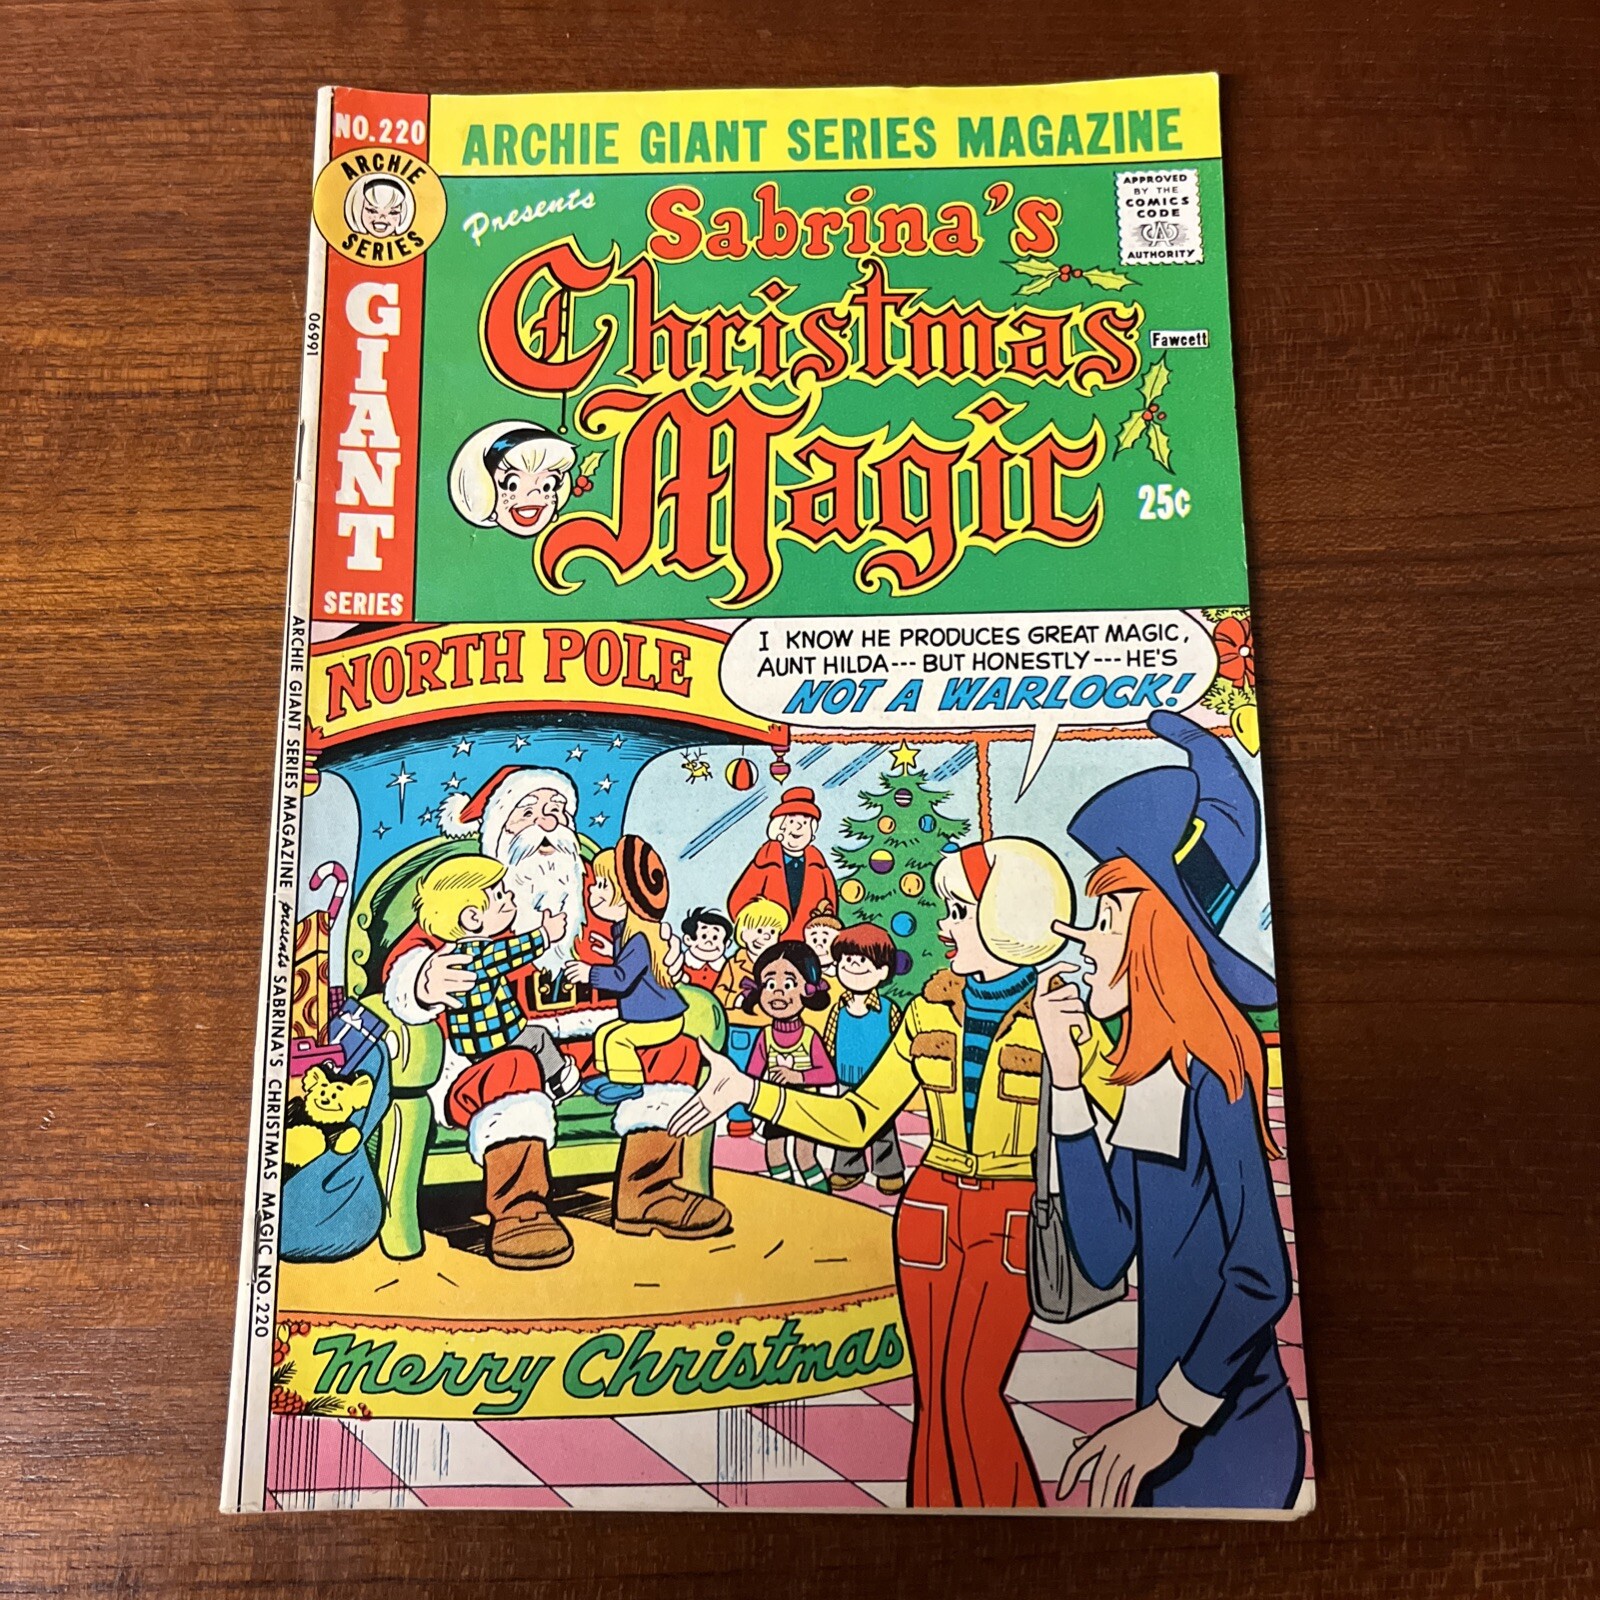 NO.220
ARCHIE GIANT SERIES MAGAZINE
ARCHIE
SERIES
Presents
Sabrina's
Christmas
Magic
APPROVED
BY THE
COMICS
CODE
CA
AUTHORITY
Fawcett
25¢
GIANT
SERIES
06991
ARCHIE GIANT SERIES MAGAZINE presents SABRINA'S CHRISTMAS MAGIC NO.220
NORTH POLE
I KNOW HE PRODUCES GREAT MAGIC,
AUNT HILDA--- BUT HONESTLY---HE'S
NOT A WARLOCK!
Merry Christmas